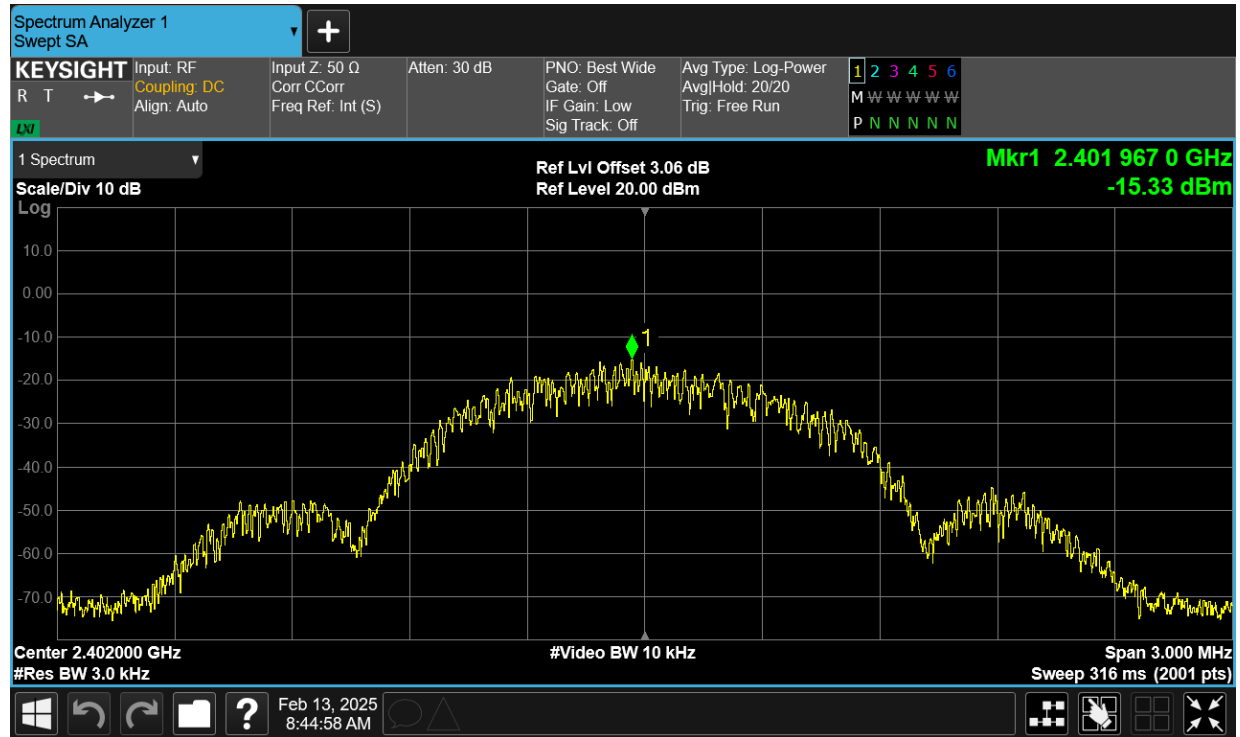 Spectrum Analyzer 1
Swept SA
+
KEYSIGHT
R T
LXI
Input: RF
Coupling: DC
Align: Auto
Input Z: 50 Ω
Corr CCorr
Freq Ref: Int (S)
Atten: 30 dB
PNO: Best Wide
Gate: Off
IF Gain: Low
Sig Track: Off
Avg Type: Log-Power
Avg|Hold: 20/20
Trig: Free Run
1 2 3 4 5 6
M W W W W W
P N N N N N
1 Spectrum
Scale/Div 10 dB
Log
Ref Lvl Offset 3.06 dB
Ref Level 20.00 dBm
Mkr1 2.401 967 0 GHz
-15.33 dBm
10.0
0.00
-10.0
-20.0
-30.0
-40.0
-50.0
-60.0
-70.0
1
Center 2.402000 GHz
#Res BW 3.0 kHz
#Video BW 10 kHz
Span 3.000 MHz
Sweep 316 ms (2001 pts)
?
Feb 13, 2025
8:44:58 AM